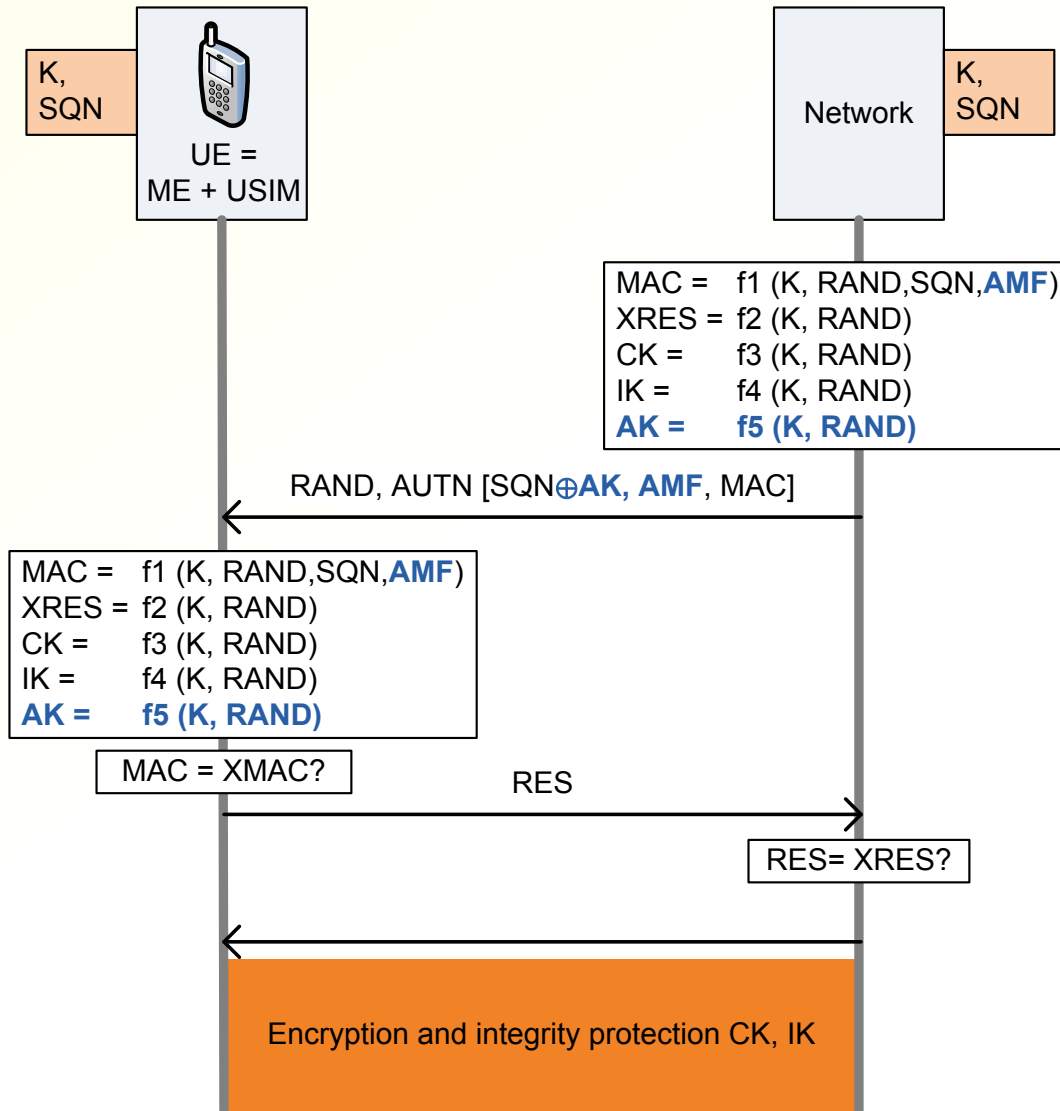 K,
SQN
UE =
ME + USIM
Network
K,
SQN
MAC = f1 (K, RAND,SQN,AMF)
XRES = f2 (K, RAND)
CK = f3 (K, RAND)
IK = f4 (K, RAND)
AK = f5 (K, RAND)
RAND, AUTN [SQN⊕AK, AMF, MAC]
MAC = f1 (K, RAND,SQN,AMF)
XRES = f2 (K, RAND)
CK = f3 (K, RAND)
IK = f4 (K, RAND)
AK = f5 (K, RAND)
MAC = XMAC?
RES
RES= XRES?
Encryption and integrity protection CK, IK